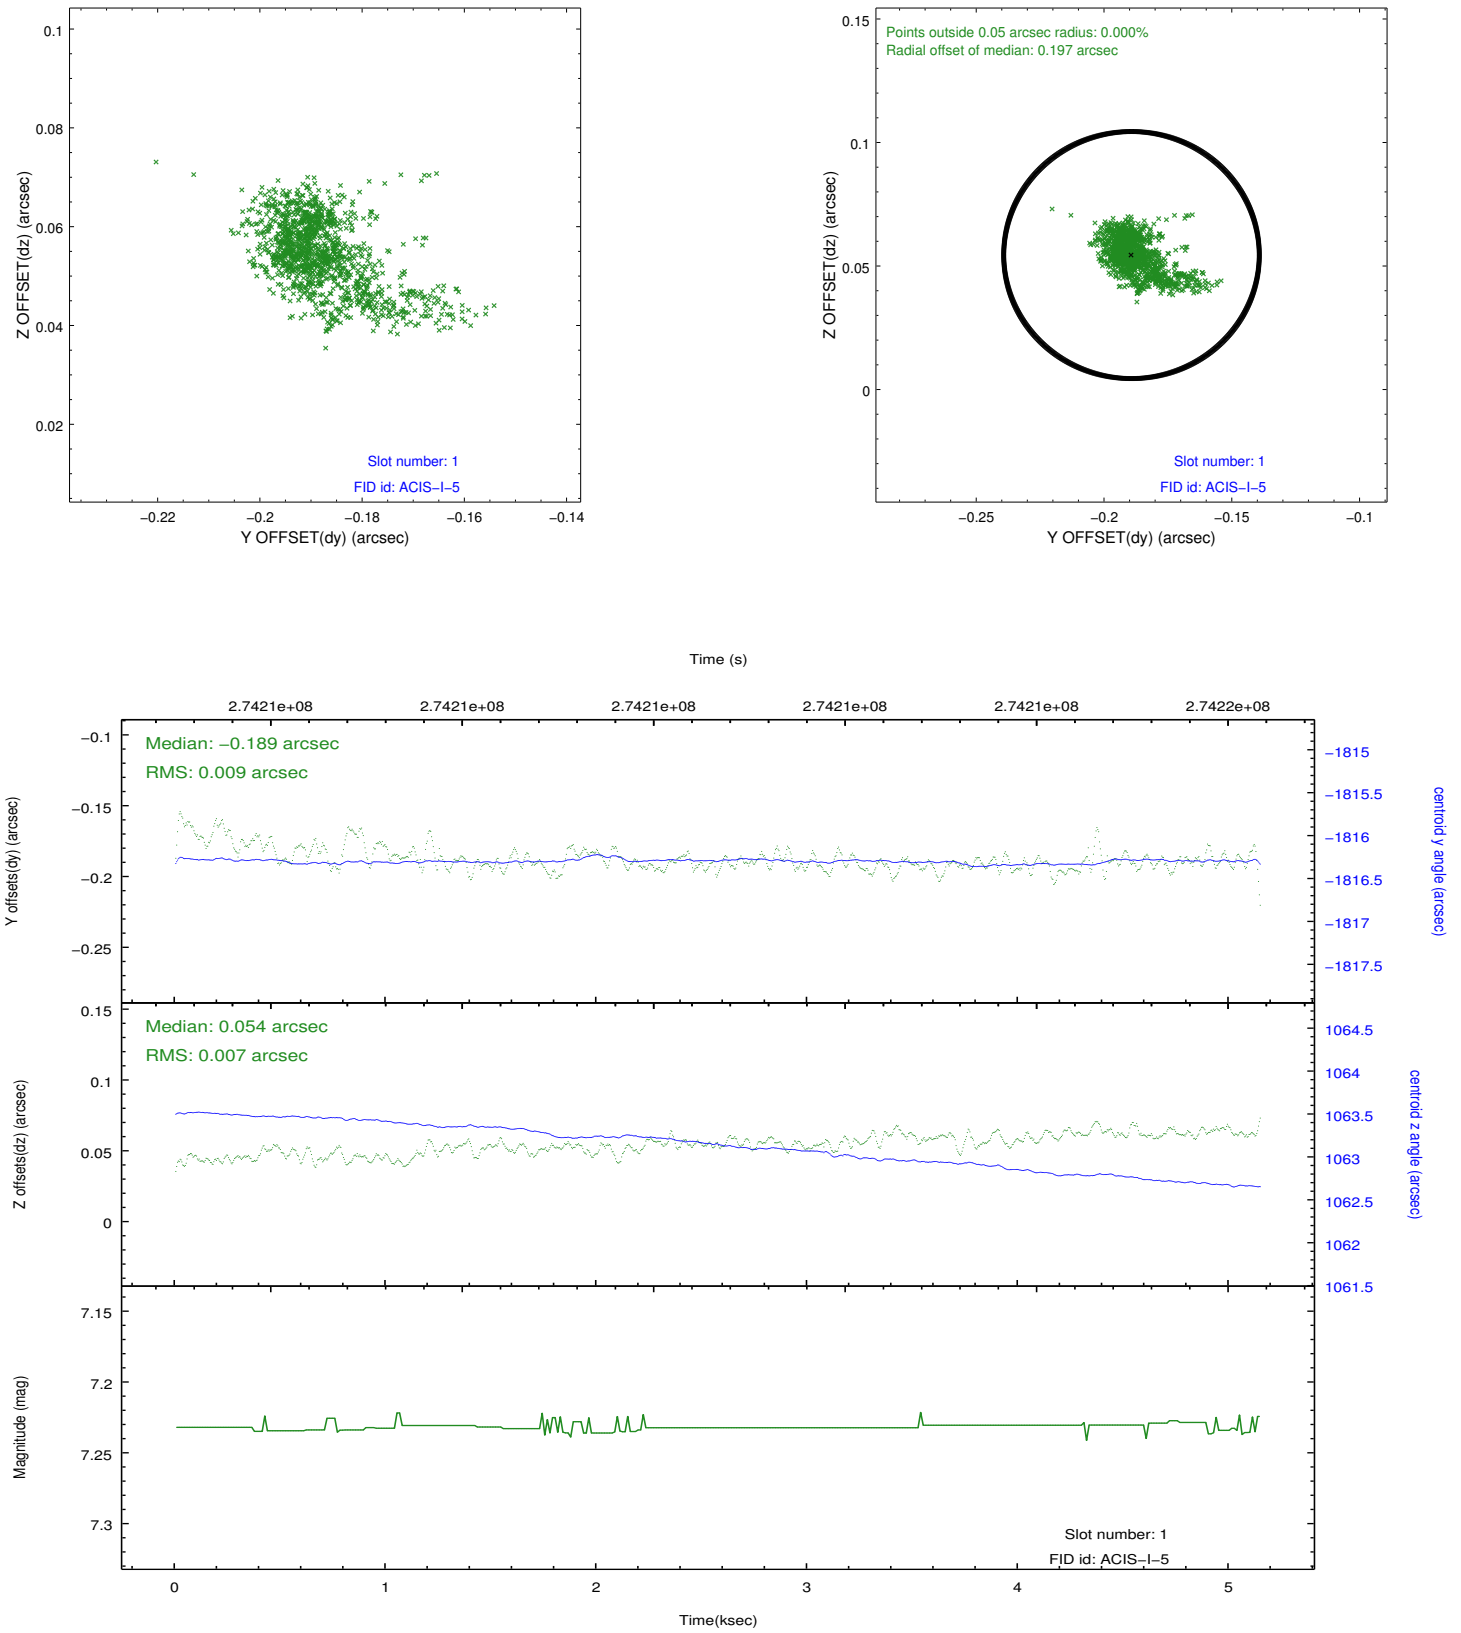 0.1
0.08
0.06
0.04
0.02
Z OFFSET(dz) (arcsec)
Slot number: 1
FID id: ACIS−I−5
−0.22 −0.2 −0.18 −0.16 −0.14
Y OFFSET(dy) (arcsec)
0.15
0.1
0.05
0
Z OFFSET(dz) (arcsec)
Points outside 0.05 arcsec radius: 0.000%
Radial offset of median: 0.197 arcsec
Slot number: 1
FID id: ACIS−I−5
−0.25 −0.2 −0.15 −0.1
Y OFFSET(dy) (arcsec)
Time (s)
2.7421e+08 2.7421e+08 2.7421e+08 2.7421e+08 2.7421e+08 2.7422e+08
−0.1
−0.15
−0.2
−0.25
Y offsets(dy) (arcsec)
Median: −0.189 arcsec
RMS: 0.009 arcsec
−1815
−1815.5
−1816
−1816.5
−1817
−1817.5
centroid y angle (arcsec)
0.15
0.1
0.05
0
Z offsets(dz) (arcsec)
Median: 0.054 arcsec
RMS: 0.007 arcsec
1064.5
1064
1063.5
1063
1062.5
1062
1061.5
centroid z angle (arcsec)
7.15
7.2
7.25
7.3
Magnitude (mag)
Slot number: 1
FID id: ACIS−I−5
0 1 2 3 4 5
Time(ksec)